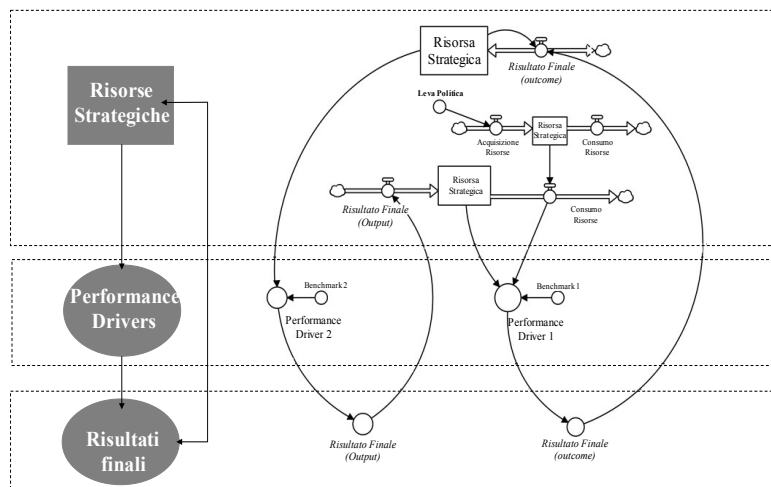 Risorse
Strategiche
Performance
Drivers
Risultati
finali
Risorsa
Strategica
Risultato Finale
(outcome)
Leva Politica
Acquisizione
Risorse
Risorsa
Strategica
Consumo
Risorse
Risorsa
Strategica
Risultato Finale
(Output)
Consumo
Risorse
Benchmark 2
Performance
Driver 2
Benchmark 1
Performance
Driver 1
Risultato Finale
(Output)
Risultato Finale
(outcome)